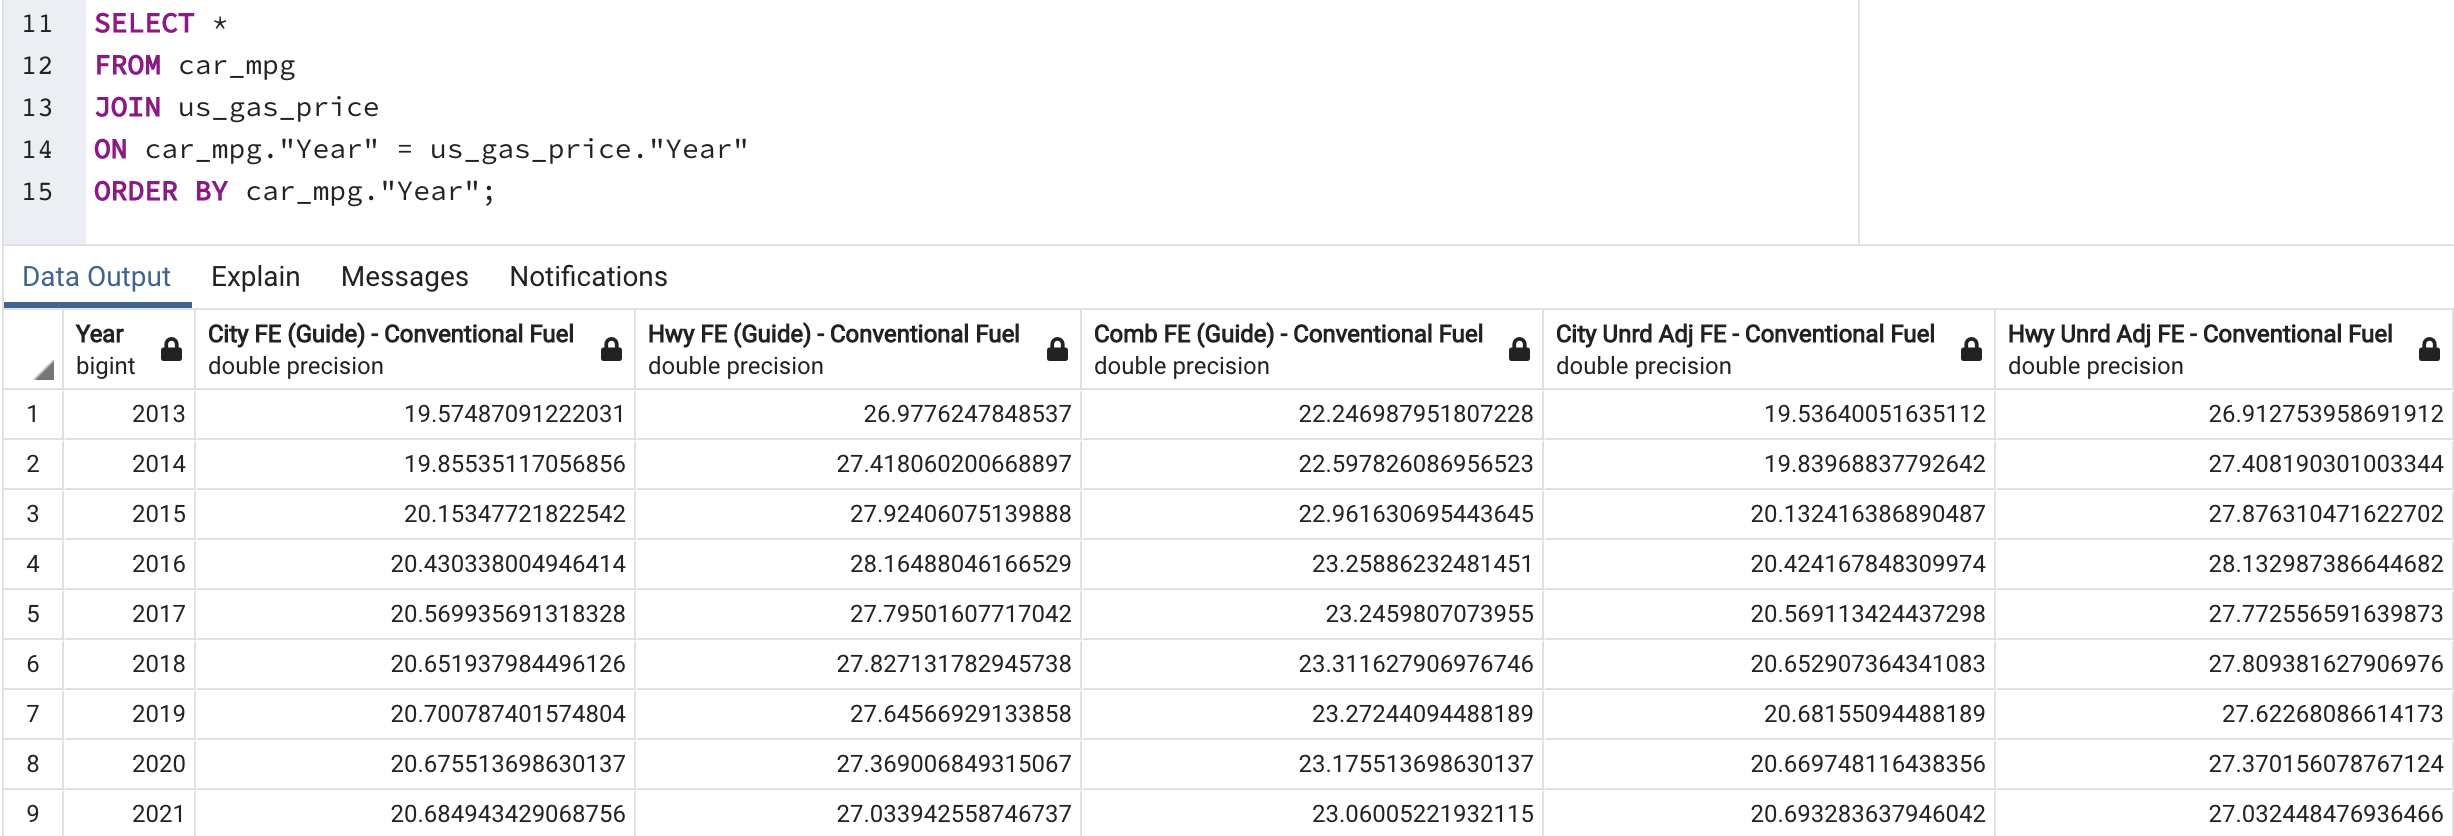 11 SELECT *
12 FROM car_mpg
13 JOIN us_gas_price
14 ON car_mpg."Year" = us_gas_price."Year"
15 ORDER BY car_mpg."Year";
Data Output Explain Messages Notifications
Year City FE (Guide) - Conventional Fuel Hwy FE (Guide) - Conventional Fuel Comb FE (Guide) - Conventional Fuel City Unrd Adj FE - Conventional Fuel Hwy Unrd Adj FE - Conventional Fuel
bigint double precision double precision double precision double precision double precision
1 2013 19.57487091222031 26.9776247848537 22.246987951807228 19.53640051635112 26.912753958691912
2 2014 19.85535117056856 27.418060200668897 22.597826086956523 19.83968837792642 27.408190301003344
3 2015 20.15347721822542 27.92406075139888 22.961630695443645 20.132416386890487 27.876310471622702
4 2016 20.430338004946414 28.16488046166529 23.25886232481451 20.424167848309974 28.132987386644682
5 2017 20.569935691318328 27.79501607717042 23.2459807073955 20.569113424437298 27.772556591639873
6 2018 20.651937984496126 27.827131782945738 23.311627906976746 20.652907364341083 27.809381627906976
7 2019 20.700787401574804 27.64566929133858 23.27244094488189 20.68155094488189 27.62268086614173
8 2020 20.675513698630137 27.369006849315067 23.175513698630137 20.669748116438356 27.370156078767124
9 2021 20.684943429068756 27.033942558746737 23.06005221932115 20.693283637946042 27.032448476936466